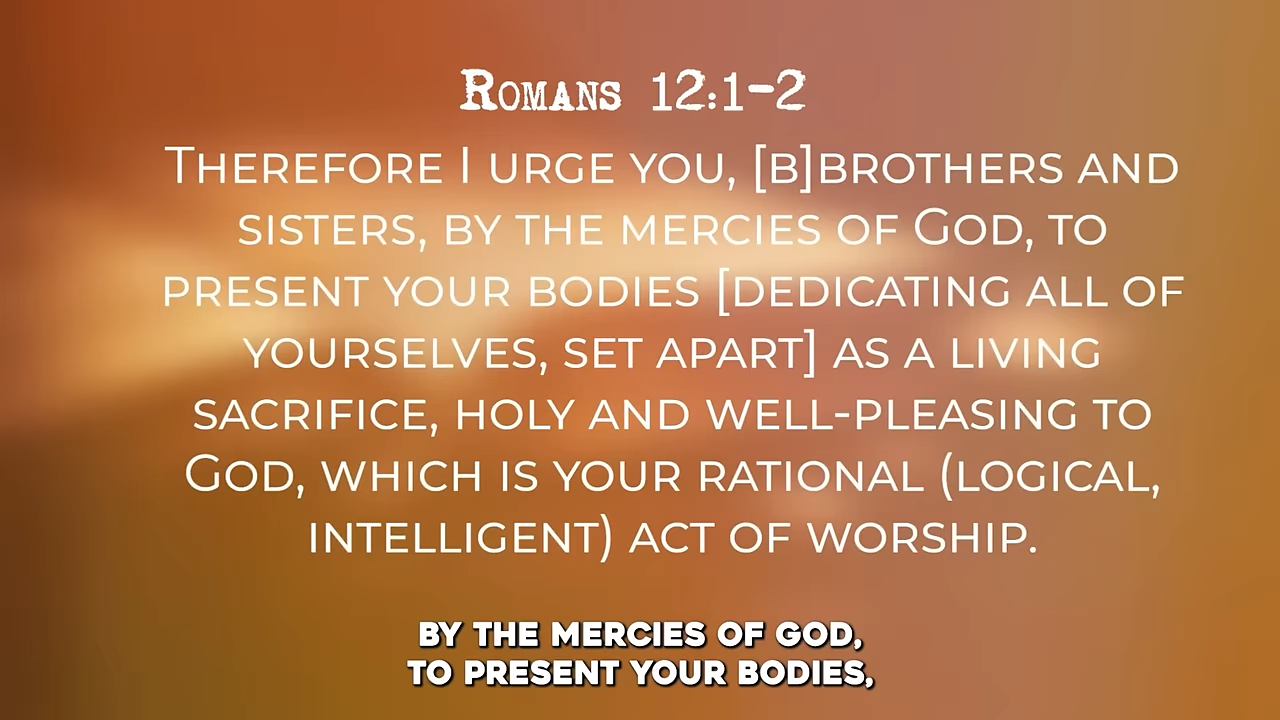 Romans 12:1-2
Therefore I urge you, [b]brothers and
sisters, by the mercies of God, to
present your bodies [dedicating all of
yourselves, set apart] as a living
sacrifice, holy and well-pleasing to
God, which is your rational (logical,
intelligent) act of worship.
BY THE MERCIES OF GOD,
TO PRESENT YOUR BODIES,